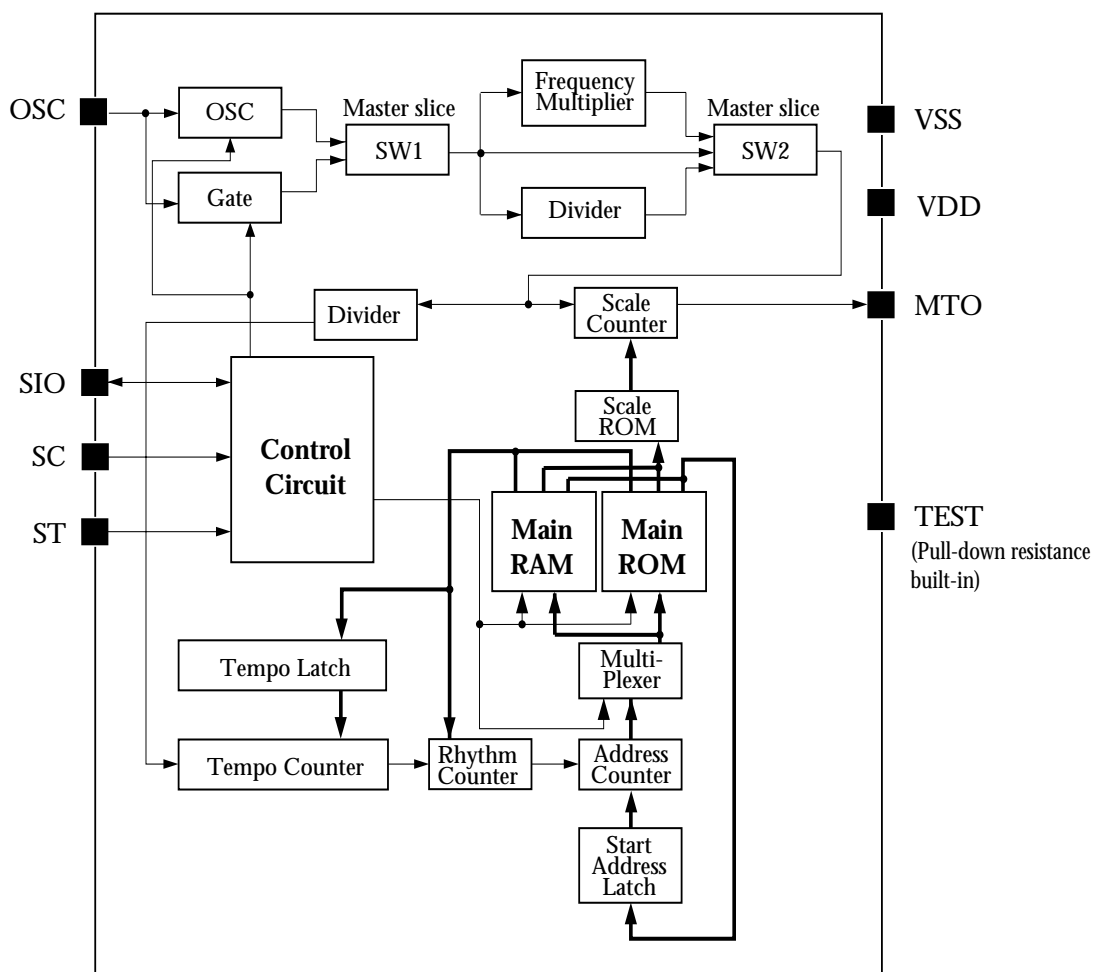 OSC
OSC
Master slice
SW1
Frequency
Multiplier
Master slice
SW2
VSS
Gate
Divider
VDD
Divider
Scale
Counter
MTO
SIO
SC
ST
Control
Circuit
Scale
ROM
Main
RAM
Main
ROM
TEST
(Pull-down resistance
built-in)
Tempo Latch
Multi-
Plexer
Tempo Counter
Rhythm
Counter
Address
Counter
Start
Address
Latch